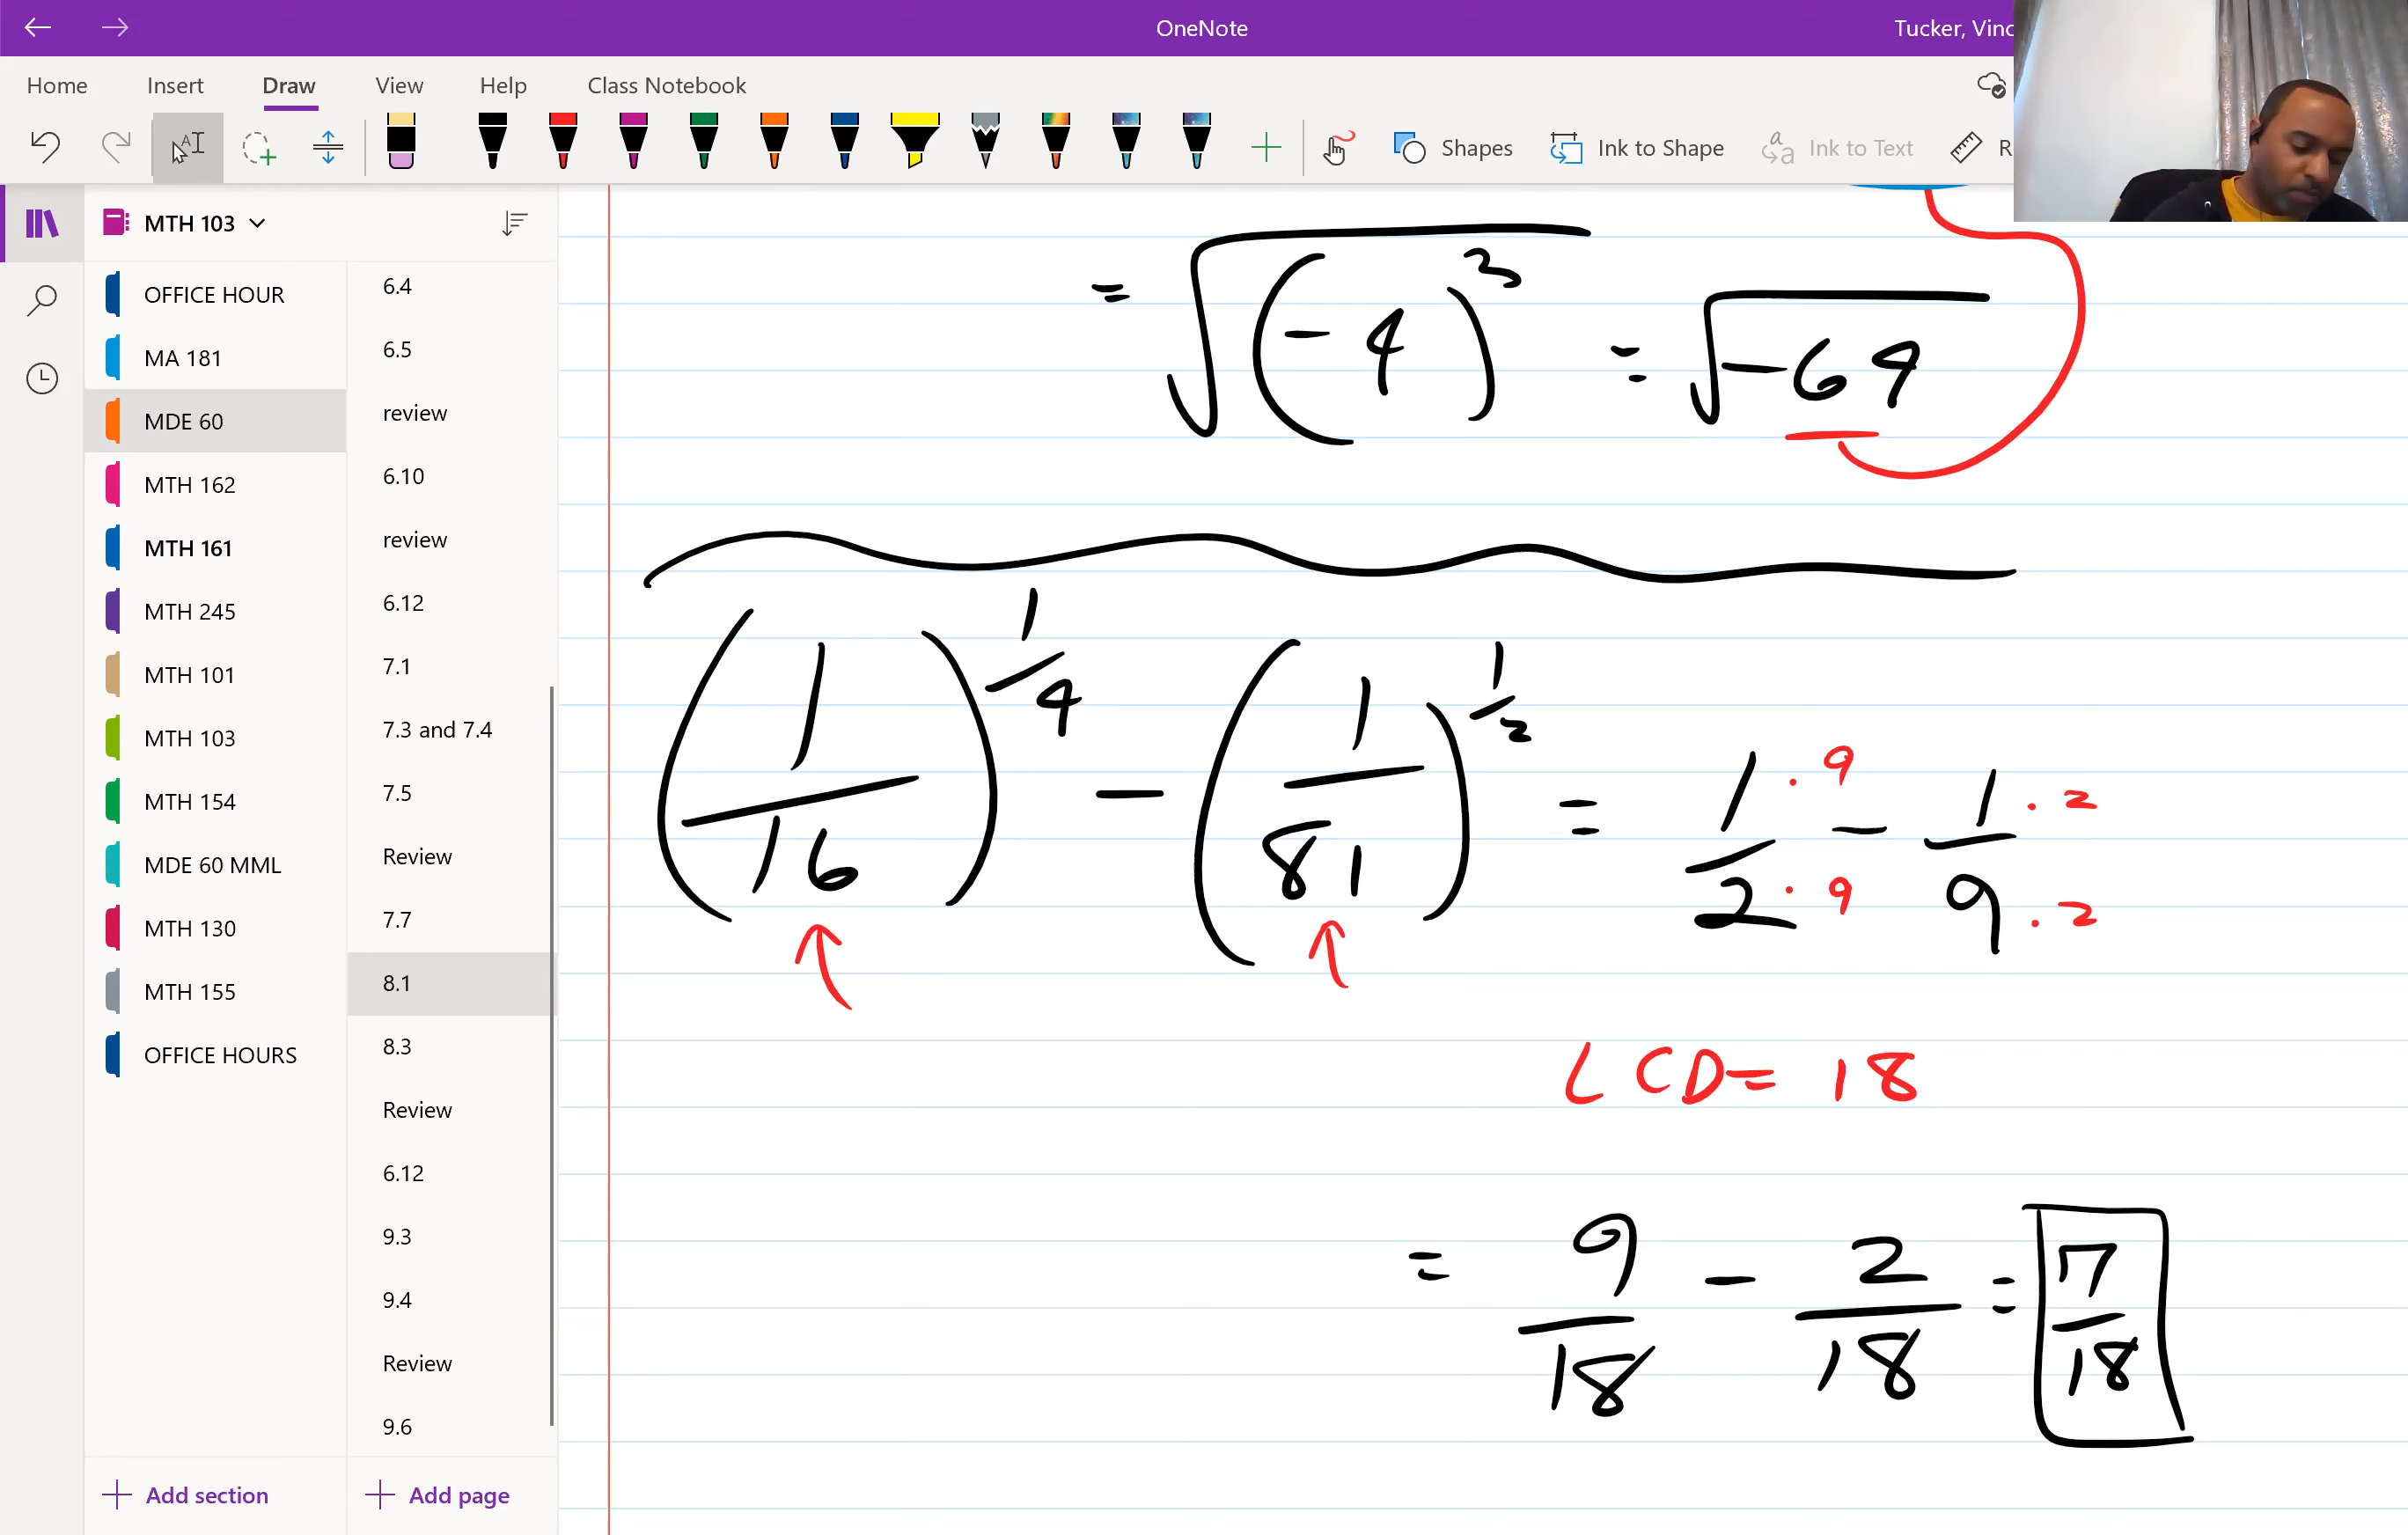 OneNote
Tucker, Vinc
Home Insert Draw View Help Class Notebook
Shapes Ink to Shape Ink to Text R
MTH 103
OFFICE HOUR
MA 181
MDE 60
MTH 162
MTH 161
MTH 245
MTH 101
MTH 103
MTH 154
MDE 60 MML
MTH 130
MTH 155
OFFICE HOURS
Add section
6.4
6.5
review
6.10
review
6.12
7.1
7.3 and 7.4
7.5
Review
7.7
8.1
8.3
Review
6.12
9.3
9.4
Review
9.6
Add page
= √(-4)³ = √-64
(1/16)^1/4 - (1/81)^1/2 = 1/2 ·9/·9 - 1/9 ·2/·2
LCD= 18
= 9/18 - 2/18 = 7/18